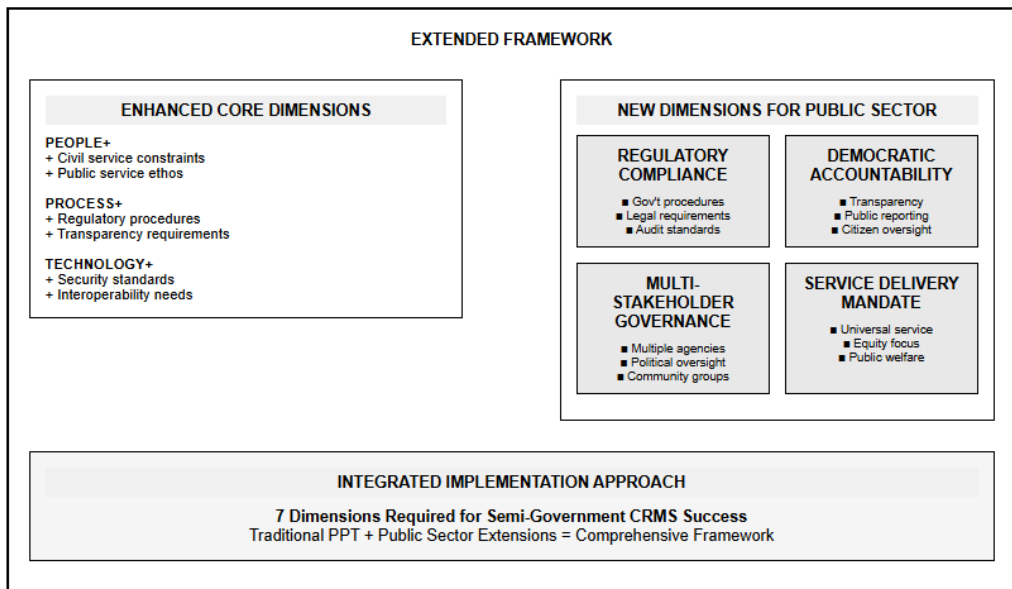 EXTENDED FRAMEWORK
ENHANCED CORE DIMENSIONS
PEOPLE+
+ Civil service constraints
+ Public service ethos
PROCESS+
+ Regulatory procedures
+ Transparency requirements
TECHNOLOGY+
+ Security standards
+ Interoperability needs
NEW DIMENSIONS FOR PUBLIC SECTOR
REGULATORY
COMPLIANCE
■ Gov't procedures
■ Legal requirements
■ Audit standards
DEMOCRATIC
ACCOUNTABILITY
■ Transparency
■ Public reporting
■ Citizen oversight
MULTI-
STAKEHOLDER
GOVERNANCE
■ Multiple agencies
■ Political oversight
■ Community groups
SERVICE DELIVERY
MANDATE
■ Universal service
■ Equity focus
■ Public welfare
INTEGRATED IMPLEMENTATION APPROACH
7 Dimensions Required for Semi-Government CRMS Success
Traditional PPT + Public Sector Extensions = Comprehensive Framework